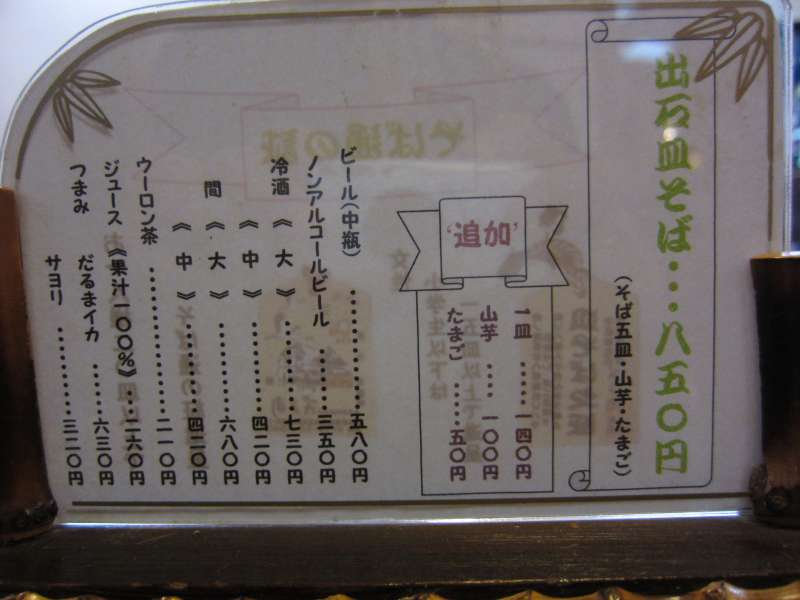 出石皿そば・・・八五〇円
(そば五皿・山芋・たまご)
追加
一皿 ・・・・・一四〇円
山芋 ・・・・一〇〇円
たまご ・・・・・五〇円
ビール(中瓶) ・・・・・・・・・・・五八〇円
ノンアルコールビール ・・・・・三五〇円
冷酒 《大》 ・・・・・・・・七三〇円
《中》 ・・・・・・・・四二〇円
間 《大》 ・・・・・・・・六八〇円
《中》 ・・・・・・・・四二〇円
ウーロン茶 ・・・・・・・・・・・・二一〇円
ジュース《果汁一〇〇%》・・・二六〇円
つまみ だるまイカ ・・・・・六三〇円
サヨリ ・・・・・・・・三二〇円